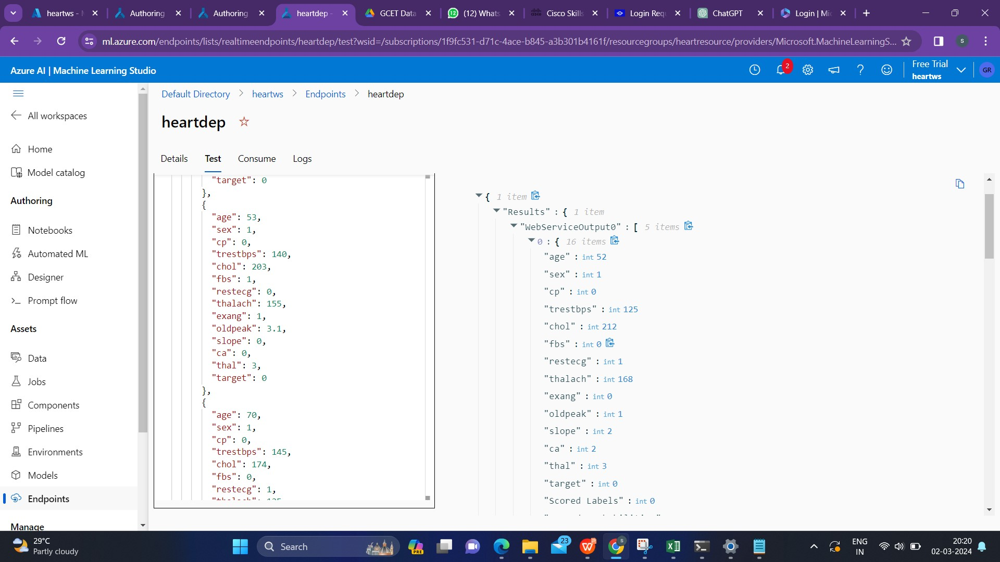 heartws - M
Authoring
Authoring
heartdep -
GCET Data
(12) Whats
Cisco Skills
Login Requ
ChatGPT
Login | Mic
ml.azure.com/endpoints/lists/realtimeendpoints/heartdep/test?wsid=/subscriptions/1f9fc531-d71c-4ace-b845-a3b301b4161f/resourcegroups/heartresource/providers/Microsoft.MachineLearningS...
S
Azure AI | Machine Learning Studio
2
Free Trial
heartws
GR
All workspaces
Home
Model catalog
Authoring
Notebooks
Automated ML
Designer
Prompt flow
Assets
Data
Jobs
Components
Pipelines
Environments
Models
Endpoints
Manage
Default Directory > heartws > Endpoints > heartdep
heartdep
Details Test Consume Logs
"target": 0
},
{
"age": 53,
"sex": 1,
"cp": 0,
"trestbps": 140,
"chol": 203,
"fbs": 1,
"restecg": 0,
"thalach": 155,
"exang": 1,
"oldpeak": 3.1,
"slope": 0,
"ca": 0,
"thal": 3,
"target": 0
},
{
"age": 70,
"sex": 1,
"cp": 0,
"trestbps": 145,
"chol": 174,
"fbs": 0,
"restecg": 1,
{ 1 item
"Results" : { 1 item
"WebServiceOutput0" : [ 5 items
0 : { 16 items
"age" : int 52
"sex" : int 1
"cp" : int 0
"trestbps" : int 125
"chol" : int 212
"fbs" : int 0
"restecg" : int 1
"thalach" : int 168
"exang" : int 0
"oldpeak" : int 1
"slope" : int 2
"ca" : int 2
"thal" : int 3
"target" : int 0
"Scored Labels" : int 0
29°C
Partly cloudy
Search
PRE
23
ENG
IN
20:20
02-03-2024